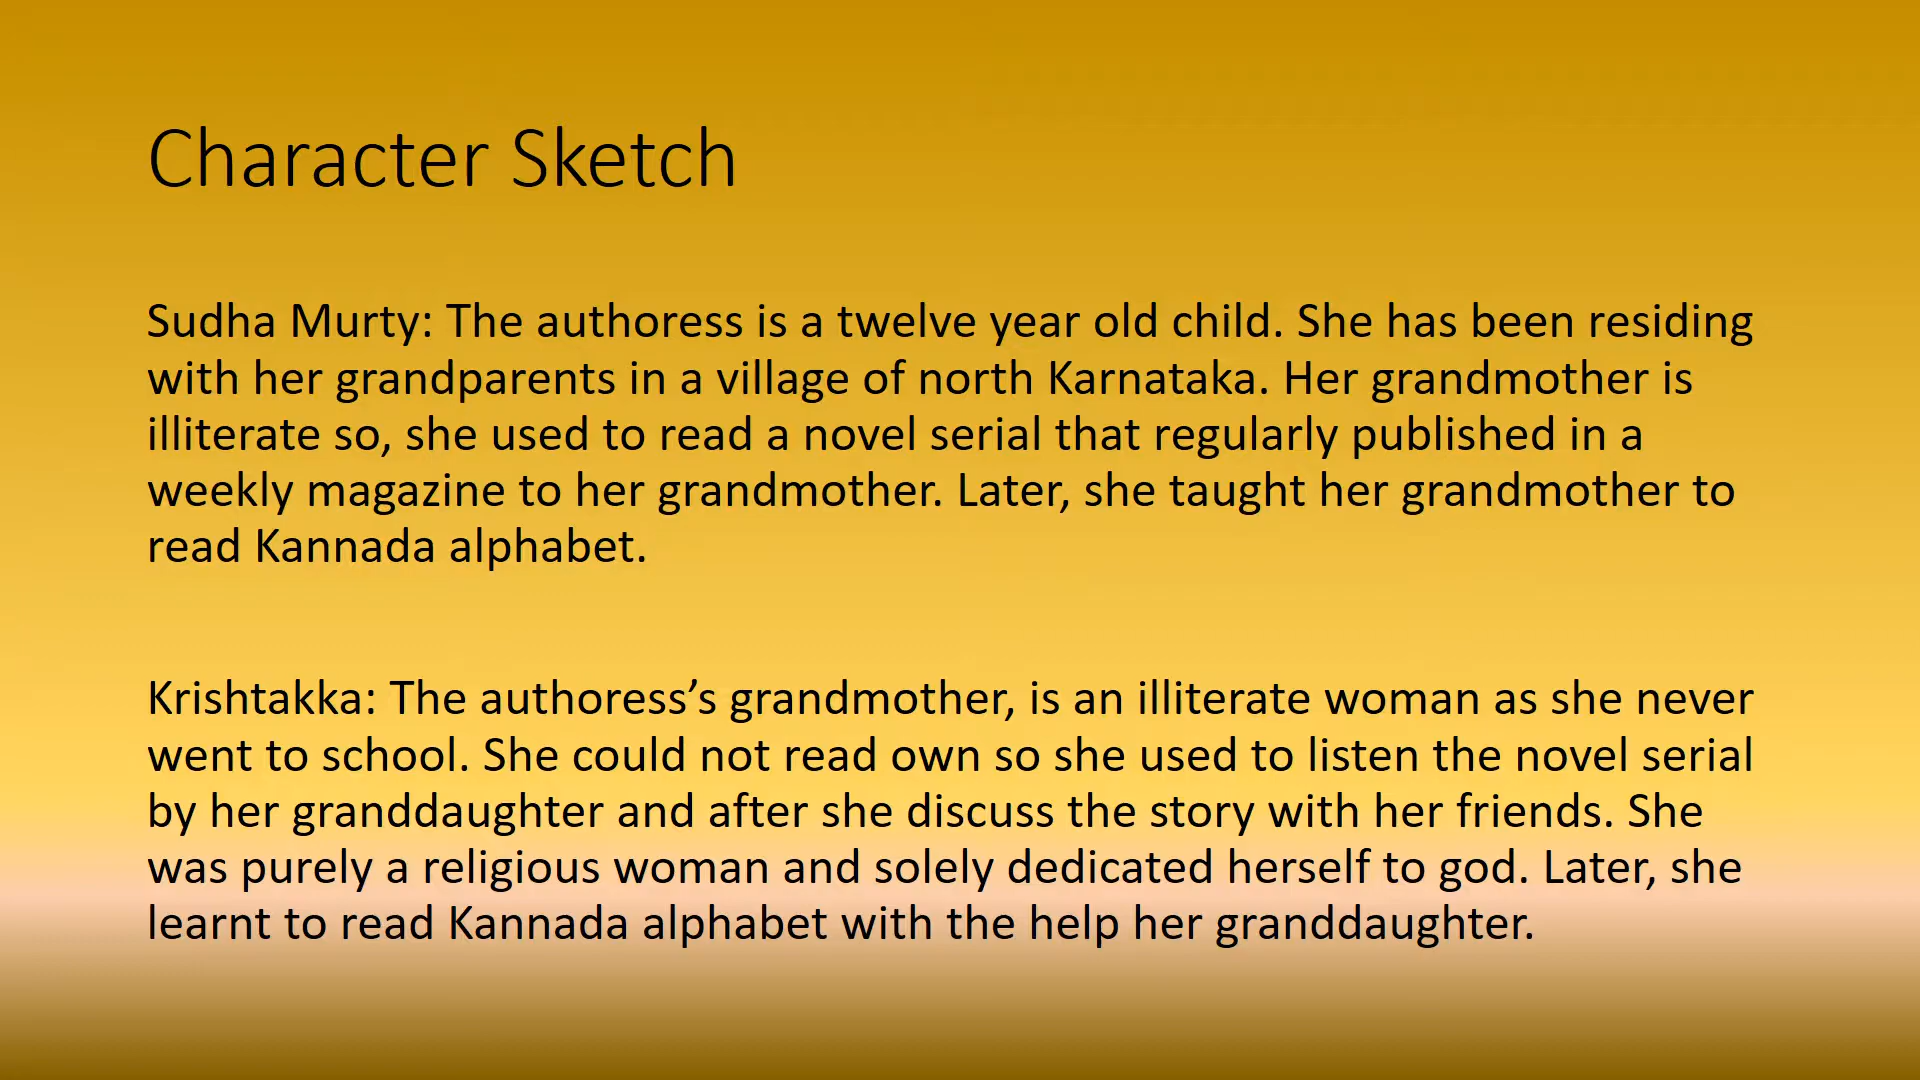 Character Sketch
Sudha Murty: The authoress is a twelve year old child. She has been residing
with her grandparents in a village of north Karnataka. Her grandmother is
illiterate so, she used to read a novel serial that regularly published in a
weekly magazine to her grandmother. Later, she taught her grandmother to
read Kannada alphabet.
Krishtakka: The authoress’s grandmother, is an illiterate woman as she never
went to school. She could not read own so she used to listen the novel serial
by her granddaughter and after she discuss the story with her friends. She
was purely a religious woman and solely dedicated herself to god. Later, she
learnt to read Kannada alphabet with the help her granddaughter.